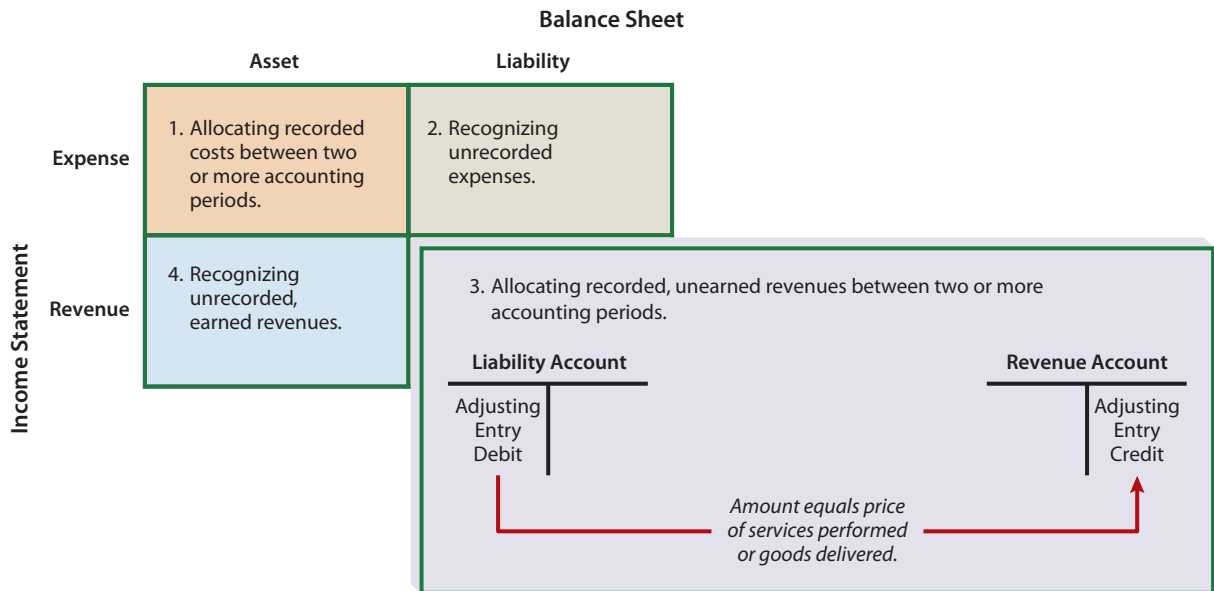 Balance Sheet
Asset
Liability
Expense
1. Allocating recorded
costs between two
or more accounting
periods.
2. Recognizing
unrecorded
expenses.
Income Statement
Revenue
4. Recognizing
unrecorded,
earned revenues.
3. Allocating recorded, unearned revenues between two or more
accounting periods.
Liability Account
Adjusting
Entry
Debit
Revenue Account
Adjusting
Entry
Credit
Amount equals price
of services performed
or goods delivered.